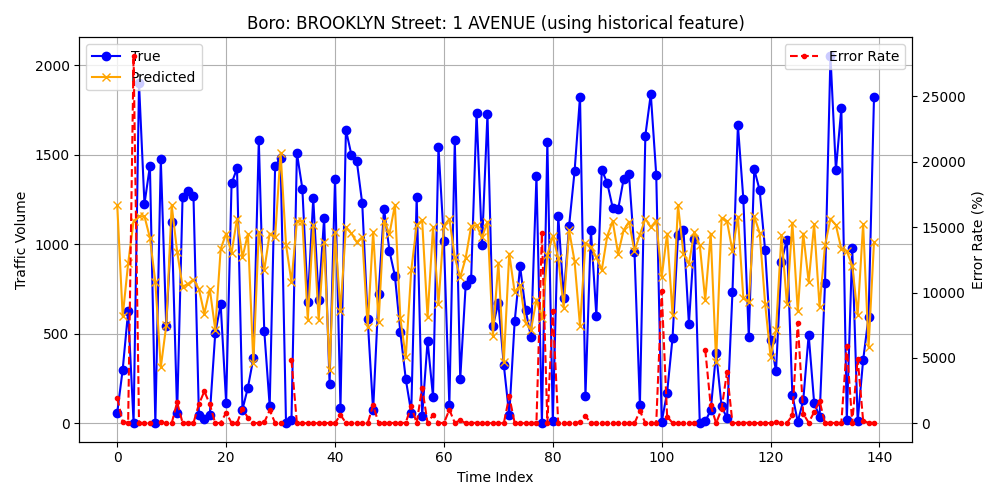 Boro: BROOKLYN Street: 1 AVENUE (using historical feature)
True
Predicted
Error Rate
Traffic Volume
2000
1500
1000
500
0
25000
20000
15000
10000
5000
0
Error Rate (%)
0 20 40 60 80 100 120 140
Time Index